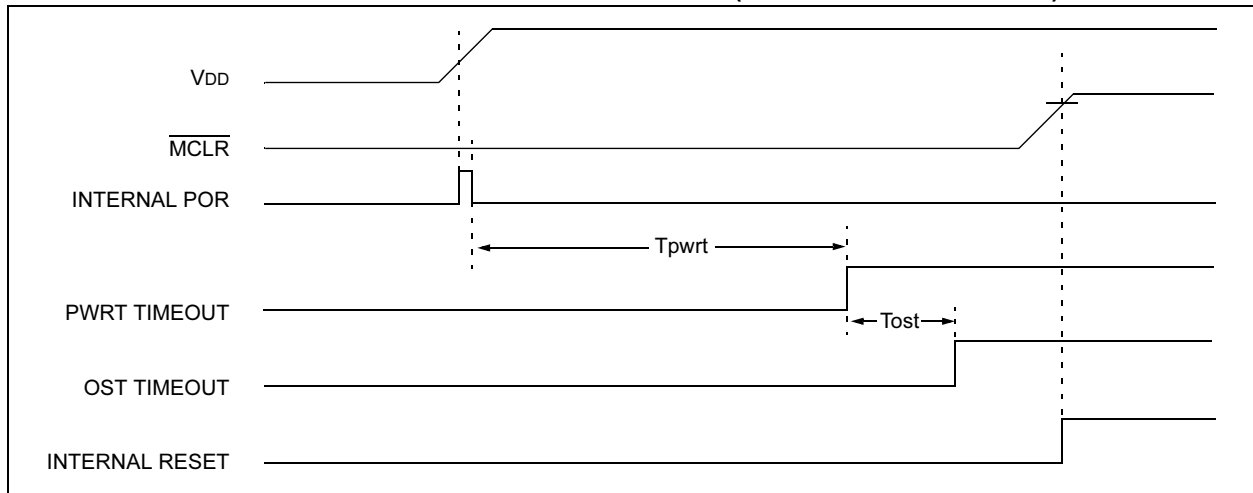 VDD
MCLR
INTERNAL POR
Tpwrt
PWRT TIMEOUT
Tost
OST TIMEOUT
INTERNAL RESET